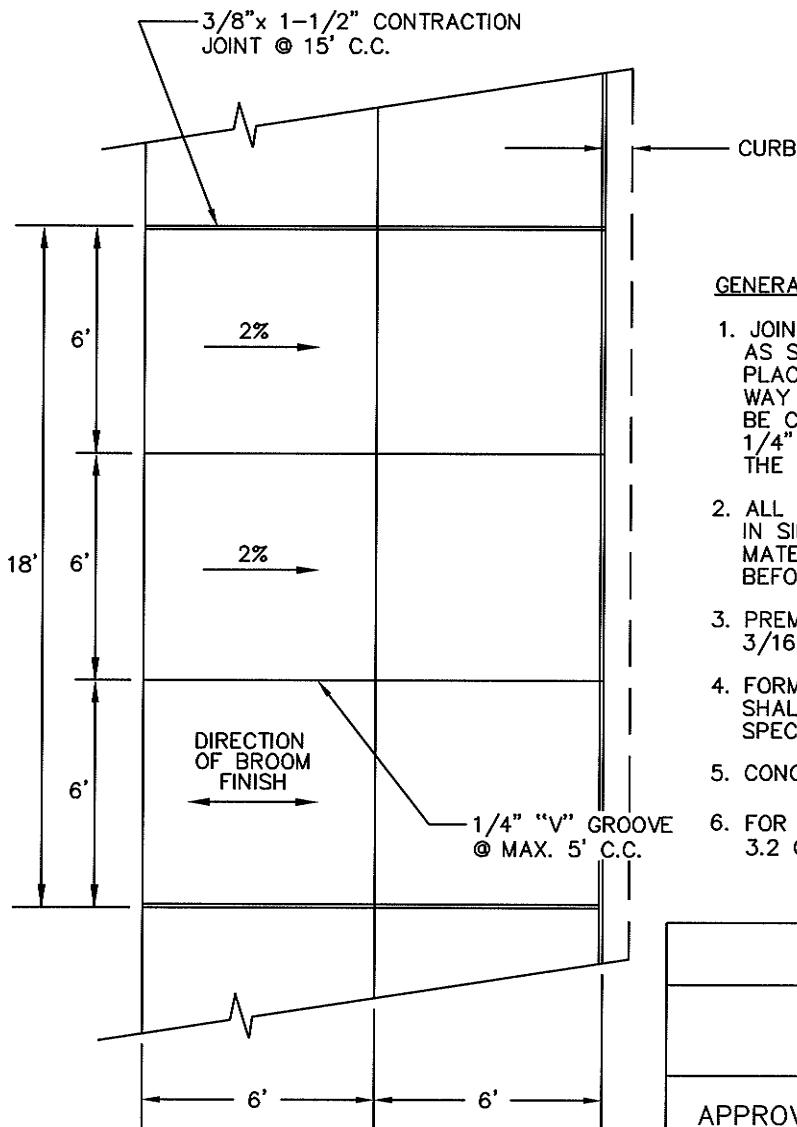 3/8"x 1-1/2" CONTRACTION
JOINT @ 15' C.C.
CURB
6'
2%
6'
2%
18'
6'
DIRECTION
OF BROOM
FINISH
1/4" "V" GROOVE
@ MAX. 5' C.C.
6'
6'
GENERA
1. JOIN
AS S
PLAC
WAY
BE C
1/4"
THE
2. ALL
IN SI
MATE
BEFO
3. PREM
3/16
4. FORM
SHAL
SPEC
5. CONC
6. FOR
3.2
APPROV